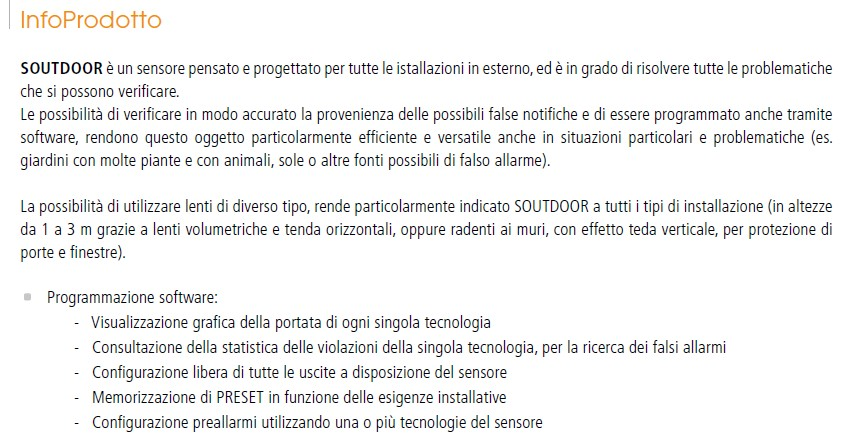 InfoProdotto
SOUTDOOR è un sensore pensato e progettato per tutte le istallazioni in esterno, ed è in grado di risolvere tutte le problematiche
che si possono verificare.
Le possibilità di verificare in modo accurato la provenienza delle possibili false notifiche e di essere programmato anche tramite
software, rendono questo oggetto particolarmente efficiente e versatile anche in situazioni particolari e problematiche (es.
giardini con molte piante e con animali, sole o altre fonti possibili di falso allarme).
La possibilità di utilizzare lenti di diverso tipo, rende particolarmente indicato SOUTDOOR a tutti i tipi di installazione (in altezze
da 1 a 3 m grazie a lenti volumetriche e tenda orizzontali, oppure radenti ai muri, con effetto teda verticale, per protezione di
porte e finestre).
Programmazione software:
- Visualizzazione grafica della portata di ogni singola tecnologia
- Consultazione della statistica delle violazioni della singola tecnologia, per la ricerca dei falsi allarmi
- Configurazione libera di tutte le uscite a disposizione del sensore
- Memorizzazione di PRESET in funzione delle esigenze installative
- Configurazione preallarmi utilizzando una o più tecnologie del sensore